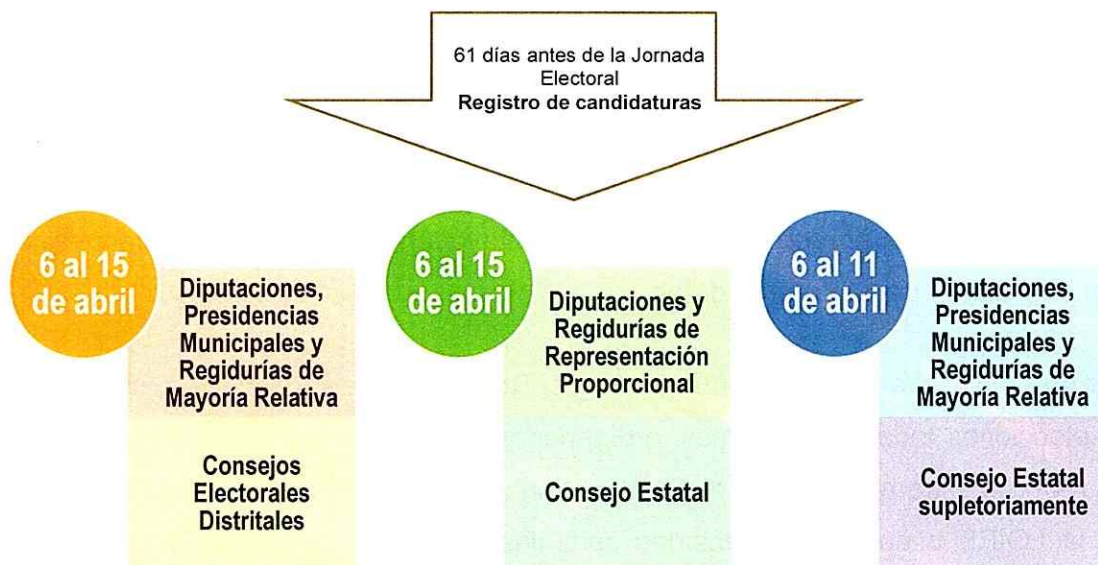 61 días antes de la Jornada
Electoral
Registro de candidaturas
6 al 15
de abril
Diputaciones,
Presidencias
Municipales y
Regidurías de
Mayoría Relativa
Consejos
Electorales
Distritales
6 al 15
de abril
Diputaciones y
Regidurías de
Representación
Proporcional
Consejo Estatal
6 al 11
de abril
Diputaciones,
Presidencias
Municipales y
Regidurías de
Mayoría Relativa
Consejo Estatal
supletoriamente